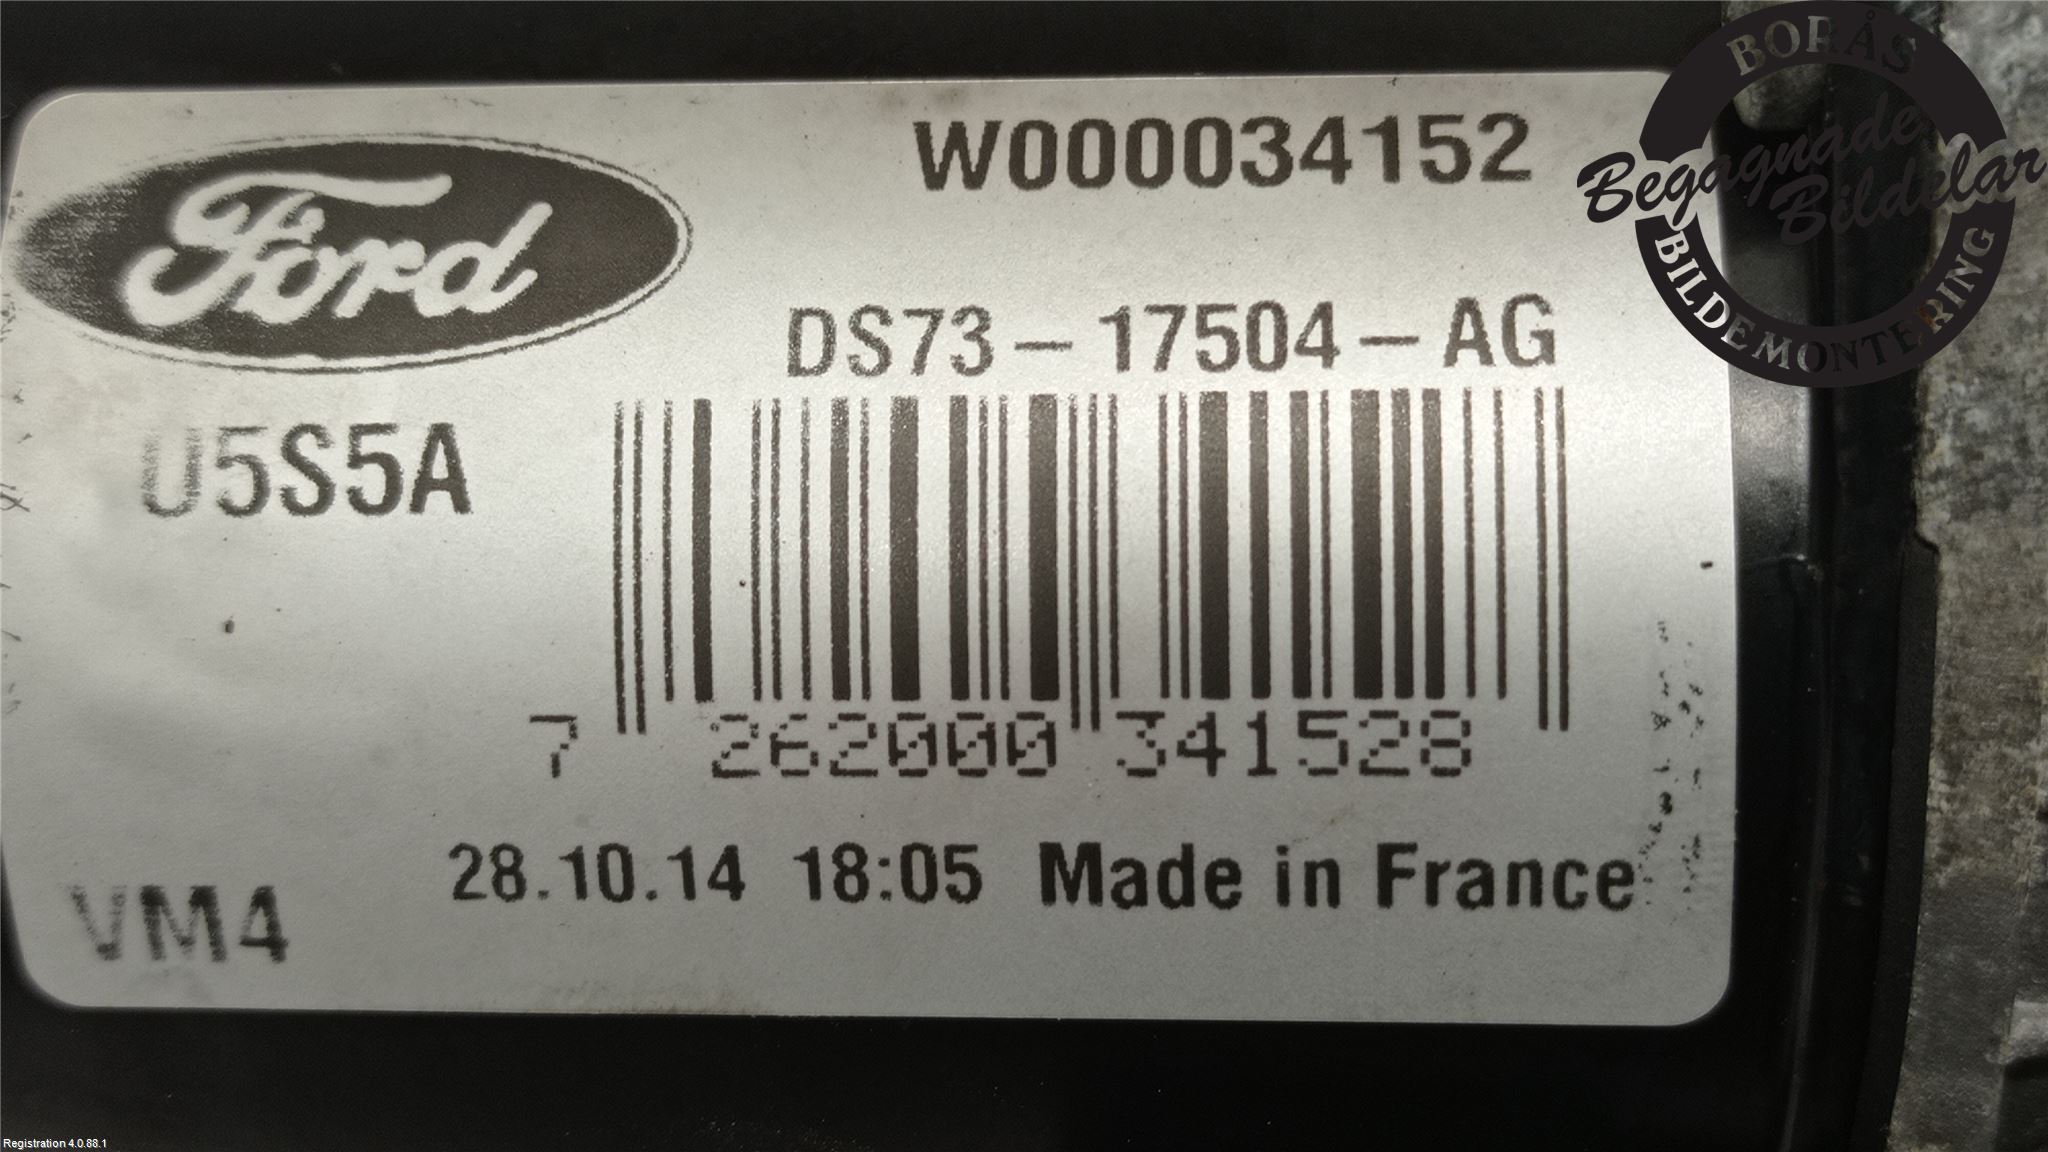 Ford
W000034152
DS73-17504-AG
U5S5A
7 262000 341528
28.10.14 18:05 Made in France
VM4
BORÅS
Begagnade
Bildelar
BILDEMONTERING
Registration 4.0.88.1